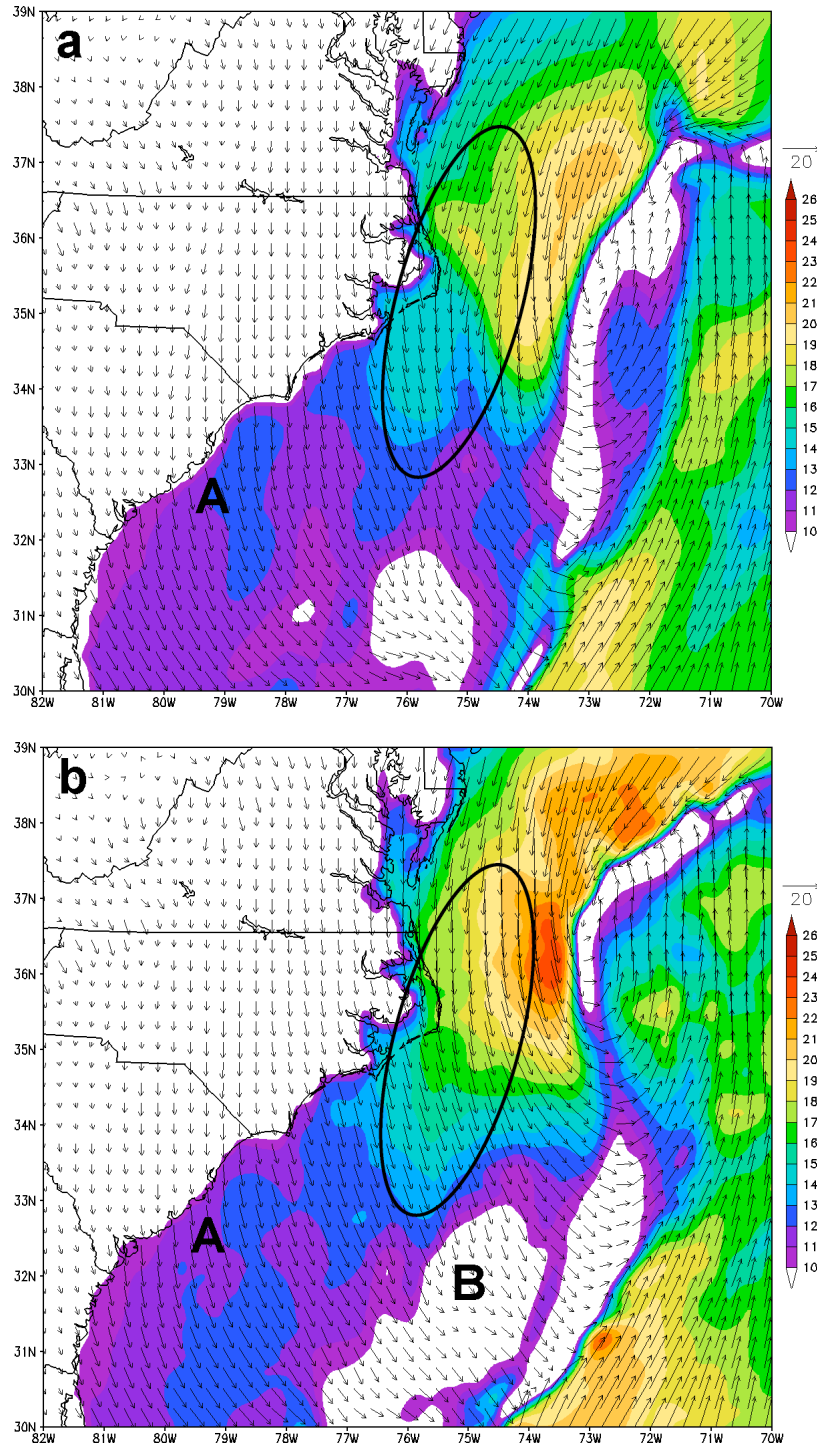 a
39N
38N
37N
36N
35N
34N
33N
32N
31N
30N
82W 81W 80W 79W 78W 77W 76W 75W 74W 73W 72W 71W 70W
A
20
26
25
24
23
22
21
20
19
18
17
16
15
14
13
12
11
10
b
39N
38N
37N
36N
35N
34N
33N
32N
31N
30N
82W 81W 80W 79W 78W 77W 76W 75W 74W 73W 72W 71W 70W
A
B
20
26
25
24
23
22
21
20
19
18
17
16
15
14
13
12
11
10